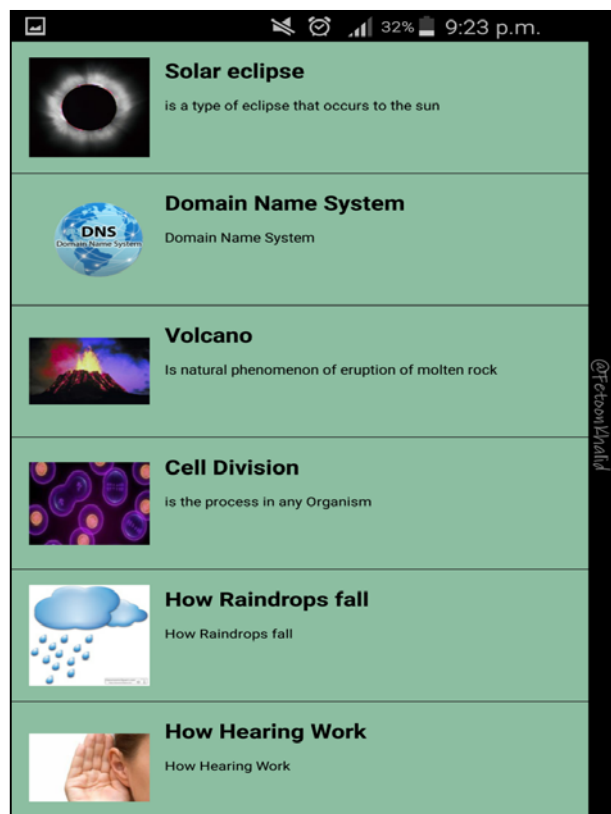 32% 9:23 p.m.
Solar eclipse
is a type of eclipse that occurs to the sun
DNS
Domain Name System
Domain Name System
Domain Name System
Volcano
Is natural phenomenon of eruption of molten rock
Cell Division
is the process in any Organism
How Raindrops fall
How Raindrops fall
How Hearing Work
How Hearing Work
@FetoonKhalid